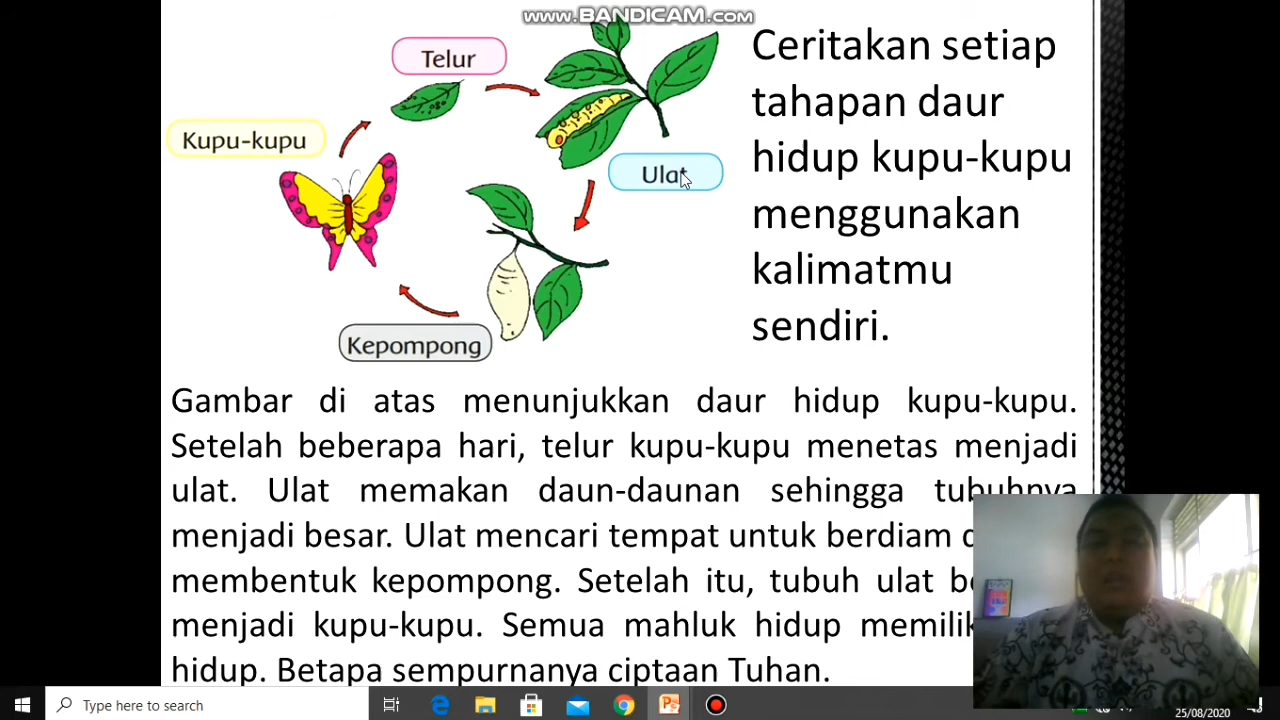 WWW.BANDICAM.COM
Telur
Kupu-kupu
Ulat
Kepompong
Ceritakan setiap
tahapan daur
hidup kupu-kupu
menggunakan
kalimatmu
sendiri.
Gambar di atas menunjukkan daur hidup kupu-kupu.
Setelah beberapa hari, telur kupu-kupu menetas menjadi
ulat. Ulat memakan daun-daunan sehingga tubuhnya
menjadi besar. Ulat mencari tempat untuk berdiam
membentuk kepompong. Setelah itu, tubuh ulat
menjadi kupu-kupu. Semua mahluk hidup
hidup. Betapa sempurnanya ciptaan Tuhan.
Type here to search
25/08/2020